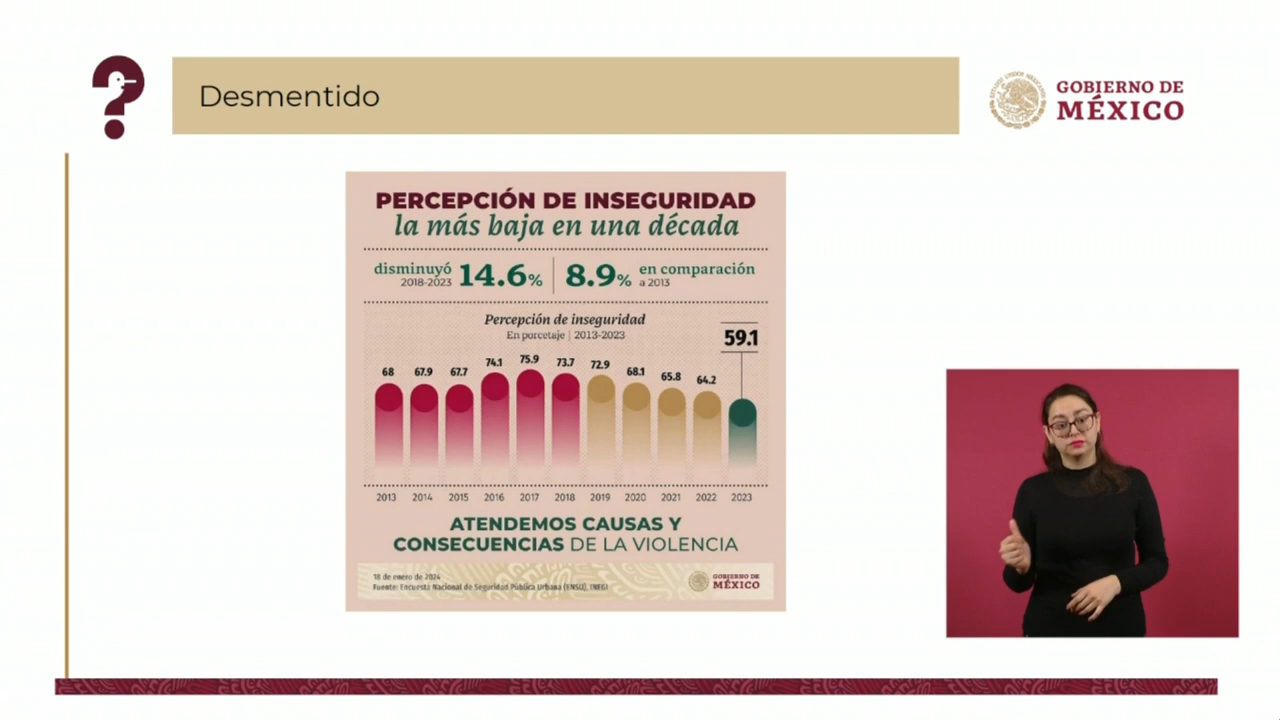 Desmentido
GOBIERNO DE
MÉXICO
PERCEPCIÓN DE INSEGURIDAD
la más baja en una década
disminuyó
2018-2023
14.6%
8.9%
en comparación
a 2013
Percepción de inseguridad
En porcetaje | 2013-2023
59.1
68 67.9 67.7 74.1 75.9 73.7 72.9 68.1 65.8 64.2
2013 2014 2015 2016 2017 2018 2019 2020 2021 2022 2023
ATENDEMOS CAUSAS Y
CONSECUENCIAS DE LA VIOLENCIA
18 de enero de 2024
Fuente: Encuesta Nacional de Seguridad Pública Urbana (ENSU), INEGI
GOBIERNO DE
MÉXICO